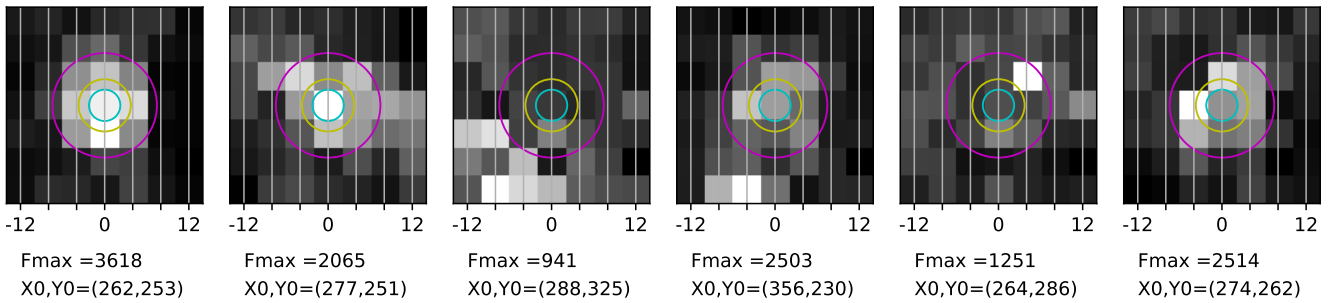 -12 0 12 -12 0 12 -12 0 12 -12 0 12 -12 0 12 -12 0 12
Fmax =3618 Fmax =2065 Fmax =941 Fmax =2503 Fmax =1251 Fmax =2514
X0,Y0=(262,253) X0,Y0=(277,251) X0,Y0=(288,325) X0,Y0=(356,230) X0,Y0=(264,286) X0,Y0=(274,262)